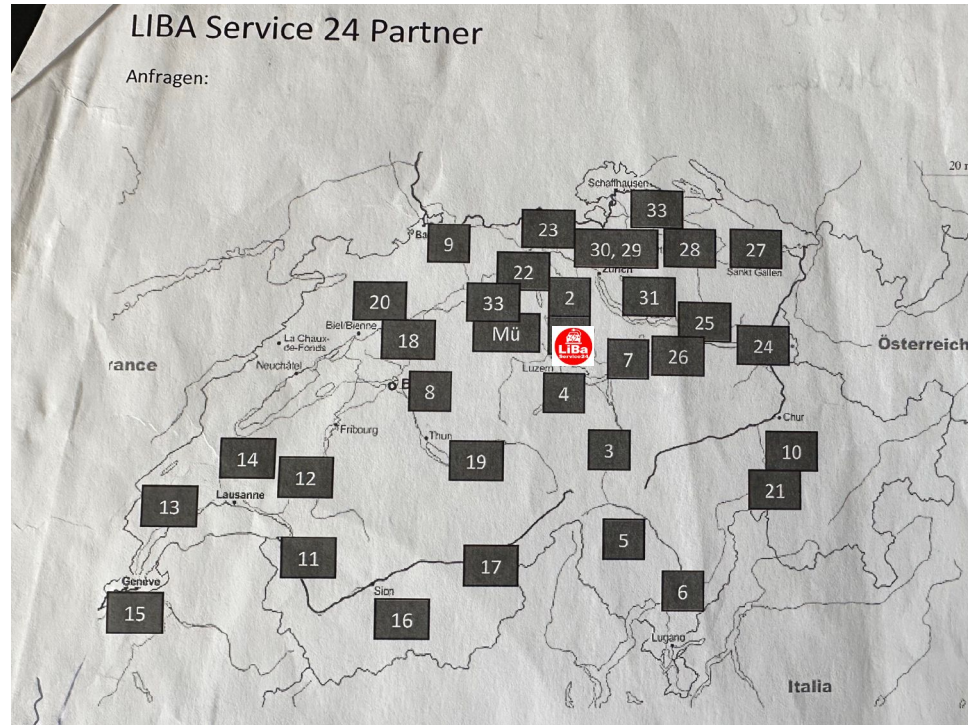 LIBA Service 24 Partner
Anfragen:
20
Schaffhausen
33
23
9
30, 29
28
27
Zürich
Sankt Gallen
22
2
31
33
20
25
Biel/Bienne
Mü
18
La Chaux-
de-Fonds
LiBa
Service24
24
Österreich
7
26
Neuchâtel
Luzern
8
4
Chur
Fribourg
Thun
3
10
14
19
12
21
Lausanne
13
5
11
17
Genève
Sion
6
15
16
Lugano
Italia